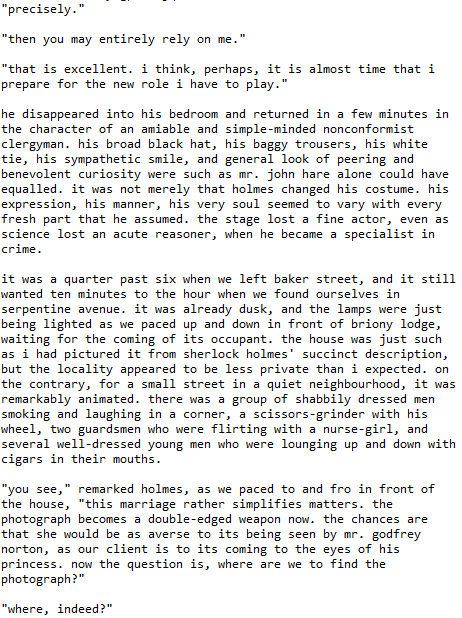 "precisely."
"then you may entirely rely on me."
"that is excellent. i think, perhaps, it is almost time that i
prepare for the new role i have to play."
he disappeared into his bedroom and returned in a few minutes in
the character of an amiable and simple-minded nonconformist
clergyman. his broad black hat, his baggy trousers, his white
tie, his sympathetic smile, and general look of peering and
benevolent curiosity were such as mr. john hare alone could have
equalled. it was not merely that holmes changed his costume. his
expression, his manner, his very soul seemed to vary with every
fresh part that he assumed. the stage lost a fine actor, even as
science lost an acute reasoner, when he became a specialist in
crime.
it was a quarter past six when we left baker street, and it still
wanted ten minutes to the hour when we found ourselves in
serpentine avenue. it was already dusk, and the lamps were just
being lighted as we paced up and down in front of briony lodge,
waiting for the coming of its occupant. the house was just such
as i had pictured it from sherlock holmes' succinct description,
but the locality appeared to be less private than i expected. on
the contrary, for a small street in a quiet neighbourhood, it was
remarkably animated. there was a group of shabbily dressed men
smoking and laughing in a corner, a scissors-grinder with his
wheel, two guardsmen who were flirting with a nurse-girl, and
several well-dressed young men who were lounging up and down with
cigars in their mouths.
"you see," remarked holmes, as we paced to and fro in front of
the house, "this marriage rather simplifies matters. the
photograph becomes a double-edged weapon now. the chances are
that she would be as averse to its being seen by mr. godfrey
norton, as our client is to its coming to the eyes of his
princess. now the question is, where are we to find the
photograph?"
"where, indeed?"